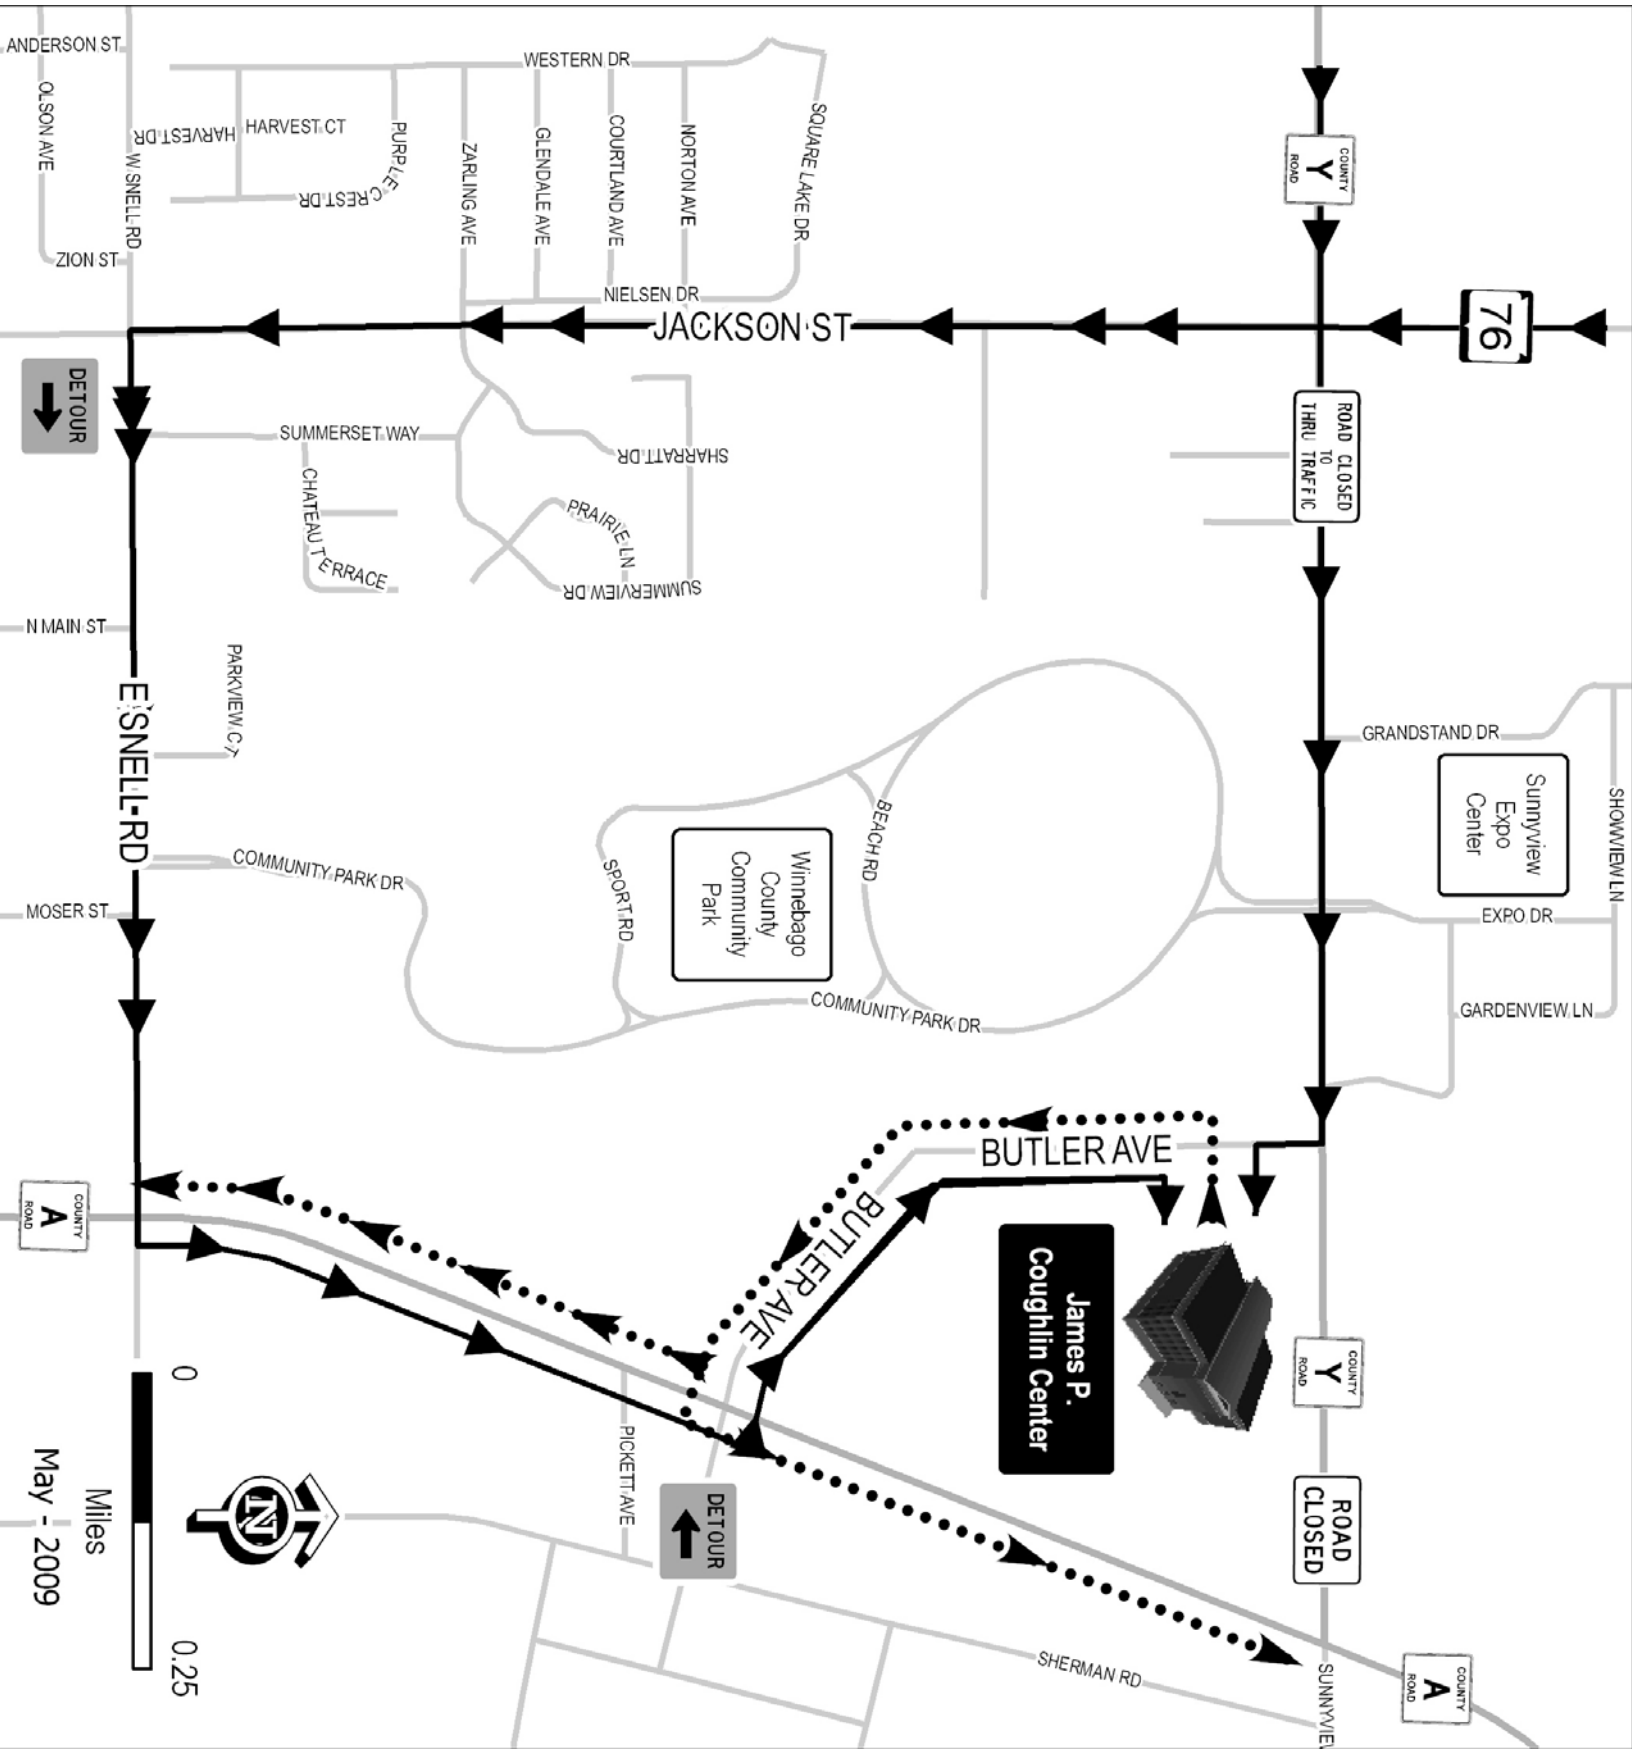 ANDERSON ST
OLSON AVE
W SNELL RD
ZION ST
HARVEST DR
HARVEST CT
PURPLE CREST DR
WESTERN DR
ZARLING AVE
GLENDALE AVE
COURTLAND AVE
NORTON AVE
SQUARE LAKE DR
NIELSEN DR
JACKSON ST
COUNTY
Y
ROAD
76
ROAD CLOSED
TO
THRU TRAFFIC
DETOUR
SUMMERSET WAY
CHATEAU TERRACE
SHARRATT DR
PRAIRIE LN
SUMMERVIEW DR
N MAIN ST
PARKVIEW CT
E SNELL RD
GRANDSTAND DR
Sunnyview
Expo
Center
SHOWVIEW LN
EXPO DR
GARDENVIEW LN
BEACH RD
SPORT RD
Winnebago
County
Community
Park
COMMUNITY PARK DR
COMMUNITY PARK DR
MOSER ST
BUTLER AVE
BUTLER AVE
James P.
Coughlin Center
COUNTY
A
ROAD
COUNTY
Y
ROAD
ROAD
CLOSED
PICKETT AVE
DETOUR
SHERMAN RD
SUNNYVIEW
COUNTY
A
ROAD
N
0
0.25
Miles
May - 2009